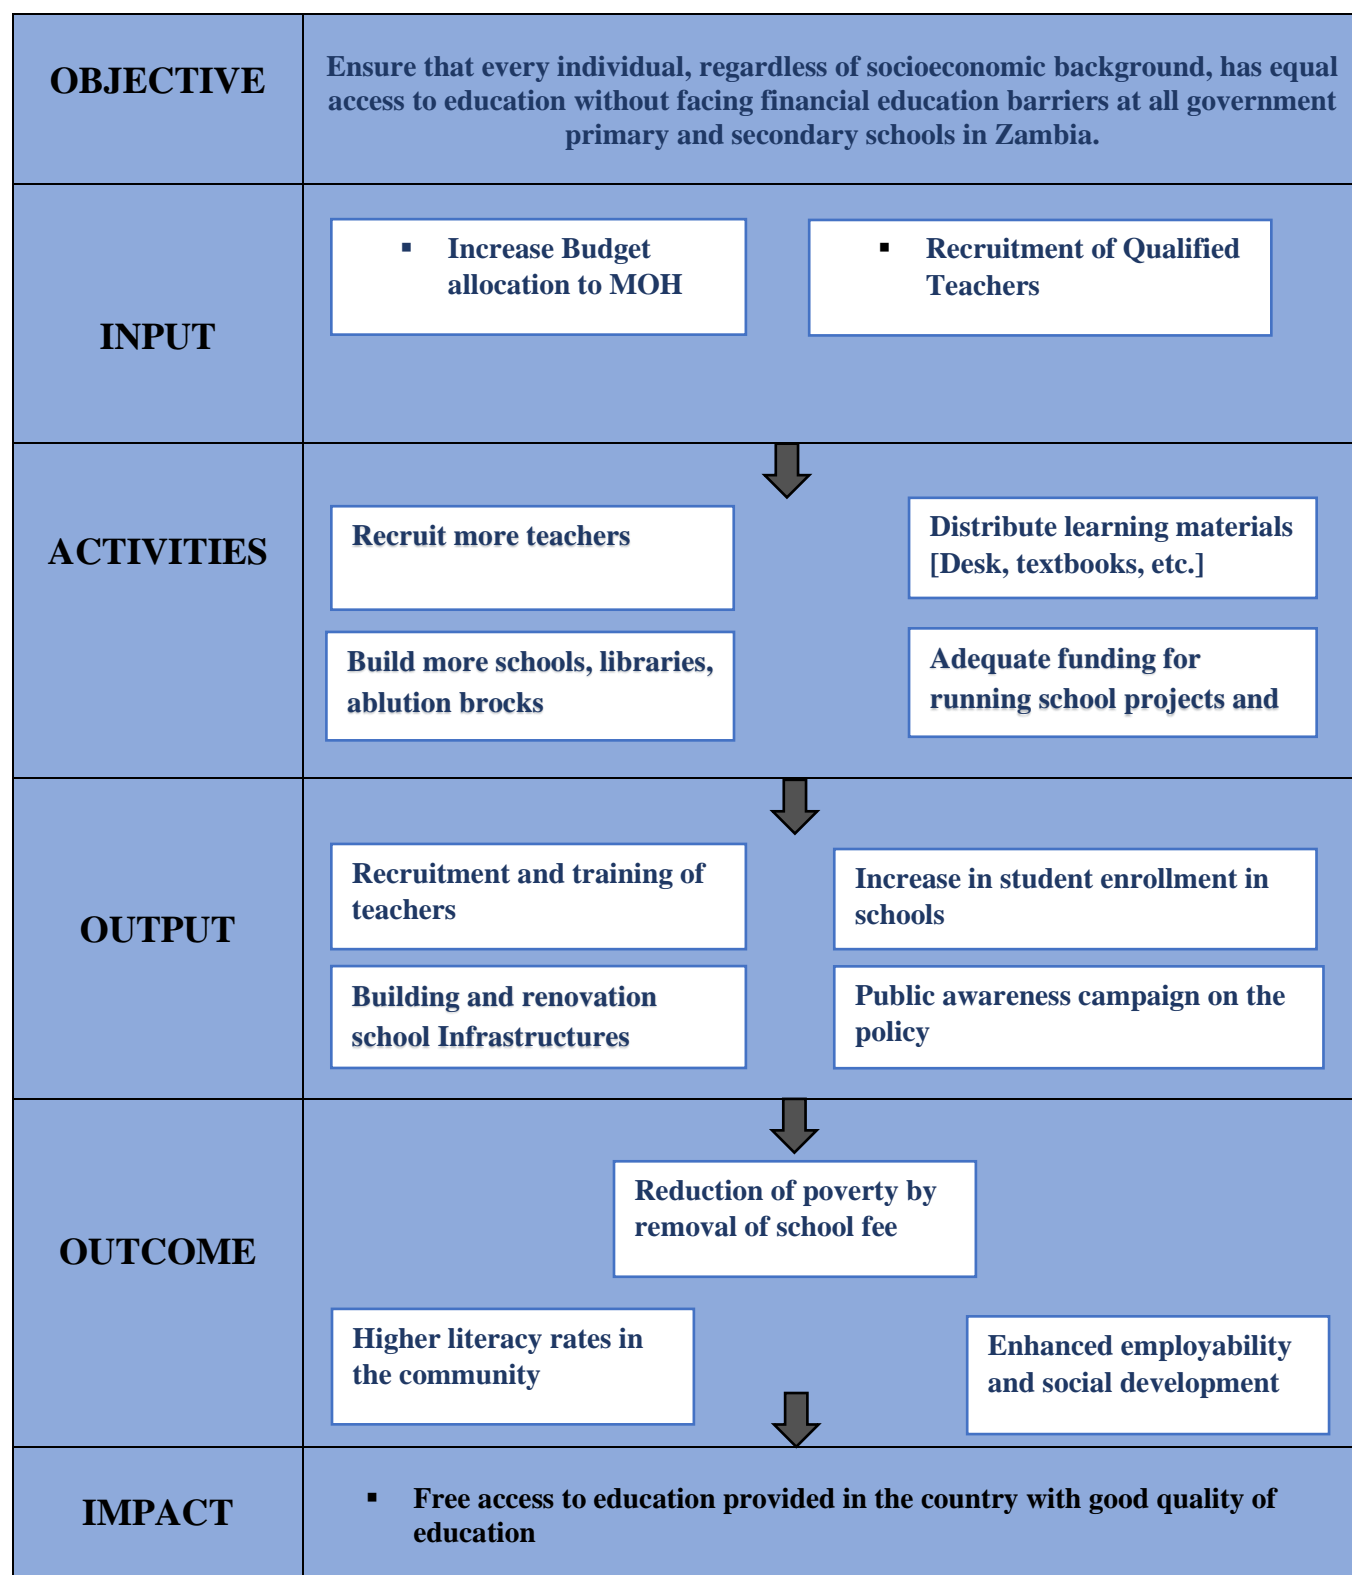 OBJECTIVE
Ensure that every individual, regardless of socioeconomic background, has equal
access to education without facing financial education barriers at all government
primary and secondary schools in Zambia.
INPUT
▪ Increase Budget
allocation to MOH
▪ Recruitment of Qualified
Teachers
ACTIVITIES
Recruit more teachers
Distribute learning materials
[Desk, textbooks, etc.]
Build more schools, libraries,
ablution brocks
Adequate funding for
running school projects and
OUTPUT
Recruitment and training of
teachers
Increase in student enrollment in
schools
Building and renovation
school Infrastructures
Public awareness campaign on the
policy
OUTCOME
Reduction of poverty by
removal of school fee
Higher literacy rates in
the community
Enhanced employability
and social development
IMPACT
▪ Free access to education provided in the country with good quality of
education